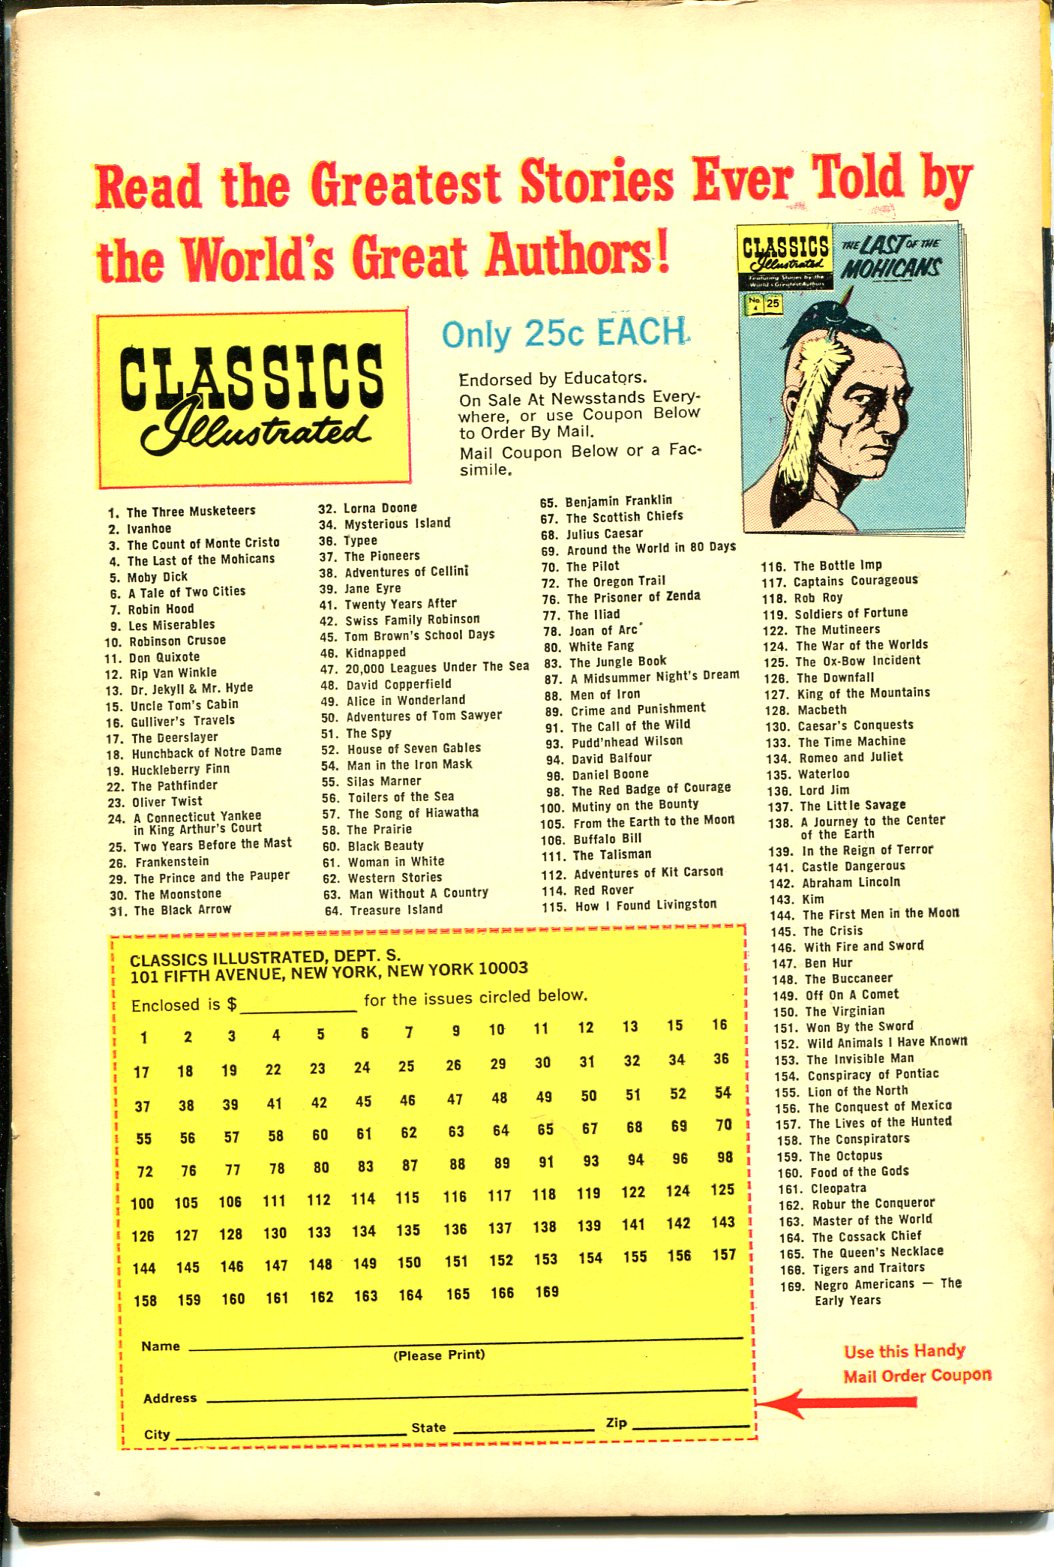 Read the Greatest Stories Ever Told by
the World's Great Authors!
CLASSICS
Illustrated
Only 25c EACH
Endorsed by Educators.
On Sale At Newsstands Every-
where, or use Coupon Below
to Order By Mail.
Mail Coupon Below or a Fac-
simile.
CLASSICS
Illustrated
Featuring Stories by the
World's Greatest Authors
No. 4
25
THE LAST OF THE
MOHICANS
1. The Three Musketeers
2. Ivanhoe
3. The Count of Monte Cristo
4. The Last of the Mohicans
5. Moby Dick
6. A Tale of Two Cities
7. Robin Hood
9. Les Miserables
10. Robinson Crusoe
11. Don Quixote
12. Rip Van Winkle
13. Dr. Jekyll & Mr. Hyde
15. Uncle Tom's Cabin
16. Gulliver's Travels
17. The Deerslayer
18. Hunchback of Notre Dame
19. Huckleberry Finn
22. The Pathfinder
23. Oliver Twist
24. A Connecticut Yankee
in King Arthur's Court
25. Two Years Before the Mast
26. Frankenstein
29. The Prince and the Pauper
30. The Moonstone
31. The Black Arrow
32. Lorna Doone
34. Mysterious Island
36. Typee
37. The Pioneers
38. Adventures of Cellini
39. Jane Eyre
41. Twenty Years After
42. Swiss Family Robinson
45. Tom Brown's School Days
46. Kidnapped
47. 20,000 Leagues Under The Sea
48. David Copperfield
49. Alice in Wonderland
50. Adventures of Tom Sawyer
51. The Spy
52. House of Seven Gables
54. Man in the Iron Mask
55. Silas Marner
56. Toilers of the Sea
57. The Song of Hiawatha
58. The Prairie
60. Black Beauty
61. Woman in White
62. Western Stories
63. Man Without A Country
64. Treasure Island
65. Benjamin Franklin
67. The Scottish Chiefs
68. Julius Caesar
69. Around the World in 80 Days
70. The Pilot
72. The Oregon Trail
76. The Prisoner of Zenda
77. The Iliad
78. Joan of Arc
80. White Fang
83. The Jungle Book
87. A Midsummer Night's Dream
88. Men of Iron
89. Crime and Punishment
91. The Call of the Wild
93. Pudd'nhead Wilson
94. David Balfour
96. Daniel Boone
98. The Red Badge of Courage
100. Mutiny on the Bounty
105. From the Earth to the Moon
106. Buffalo Bill
111. The Talisman
112. Adventures of Kit Carson
114. Red Rover
115. How I Found Livingston
116. The Bottle Imp
117. Captains Courageous
118. Rob Roy
119. Soldiers of Fortune
122. The Mutineers
124. The War of the Worlds
125. The Ox-Bow Incident
126. The Downfall
127. King of the Mountains
128. Macbeth
130. Caesar's Conquests
133. The Time Machine
134. Romeo and Juliet
135. Waterloo
136. Lord Jim
137. The Little Savage
138. A Journey to the Center
of the Earth
139. In the Reign of Terror
141. Castle Dangerous
142. Abraham Lincoln
143. Kim
144. The First Men in the Moon
145. The Crisis
146. With Fire and Sword
147. Ben Hur
148. The Buccaneer
149. Off On A Comet
150. The Virginian
151. Won By the Sword
152. Wild Animals I Have Known
153. The Invisible Man
154. Conspiracy of Pontiac
155. Lion of the North
156. The Conquest of Mexico
157. The Lives of the Hunted
158. The Conspirators
159. The Octopus
160. Food of the Gods
161. Cleopatra
162. Robur the Conqueror
163. Master of the World
164. The Cossack Chief
165. The Queen's Necklace
166. Tigers and Traitors
169. Negro Americans — The
Early Years
CLASSICS ILLUSTRATED, DEPT. S.
101 FIFTH AVENUE, NEW YORK, NEW YORK 10003
Enclosed is $ for the issues circled below.
1 2 3 4 5 6 7 9 10 11 12 13 15 16
17 18 19 22 23 24 25 26 29 30 31 32 34 36
37 38 39 41 42 45 46 47 48 49 50 51 52 54
55 56 57 58 60 61 62 63 64 65 67 68 69 70
72 76 77 78 80 83 87 88 89 91 93 94 96 98
100 105 106 111 112 114 115 116 117 118 119 122 124 125
126 127 128 130 133 134 135 136 137 138 139 141 142 143
144 145 146 147 148 149 150 151 152 153 154 155 156 157
158 159 160 161 162 163 164 165 166 169
Name
(Please Print)
Address
City State Zip
Use this Handy
Mail Order Coupon